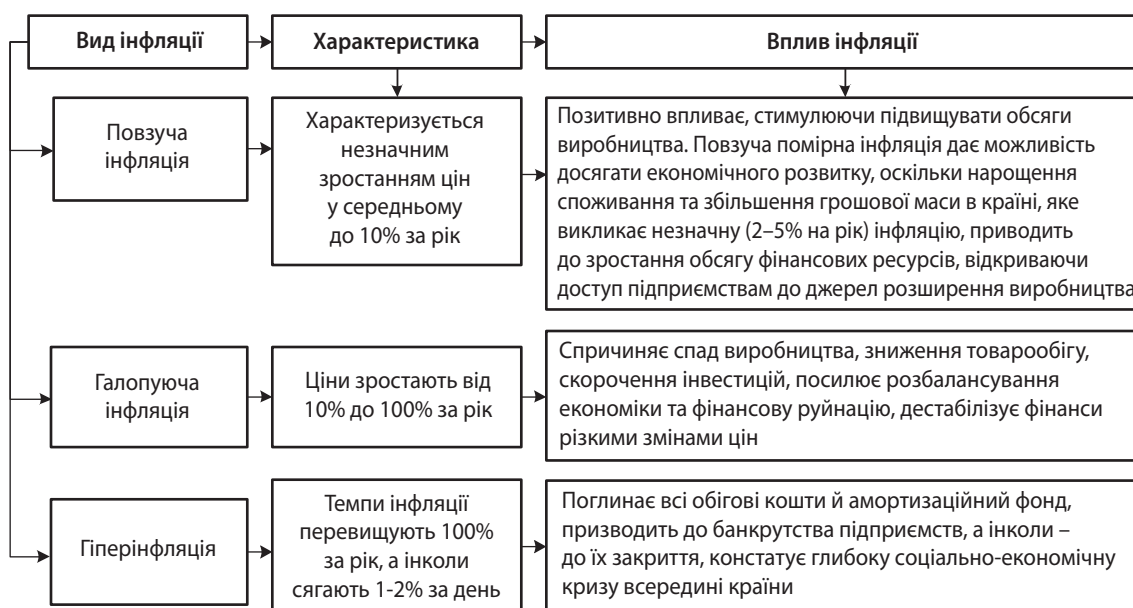 Вид інфляції
Характеристика
Вплив інфляції
Повзуча
інфляція
Характеризується
незначним
зростанням цін
у середньому
до 10% за рік
Позитивно впливає, стимулюючи підвищувати обсяги
виробництва. Повзуча помірна інфляція дає можливість
досягати економічного розвитку, оскільки нарощення
споживання та збільшення грошової маси в країні, яке
викликає незначну (2–5% на рік) інфляцію, приводить
до зростання обсягу фінансових ресурсів, відкриваючи
доступ підприємствам до джерел розширення виробництва
Галопуюча
інфляція
Ціни зростають від
10% до 100% за рік
Спричиняє спад виробництва, зниження товарообігу,
скорочення інвестицій, посилює розбалансування
економіки та фінансову руйнацію, дестабілізує фінанси
різкими змінами цін
Гіперінфляція
Темпи інфляції
перевищують 100%
за рік, а інколи
сягають 1-2% за день
Поглинає всі обігові кошти й амортизаційний фонд,
призводить до банкрутства підприємств, а інколи –
до їх закриття, констатує глибоку соціально-економічну
кризу всередині країни